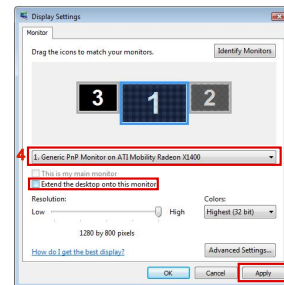 Display Settings
Monitor
Drag the icons to match your monitors.
Identify Monitors
3
1
2
4
1. Generic PnP Monitor on ATI Mobility Radeon X1400
This is my main monitor
Extend the desktop onto this monitor
Resolution:
Colors:
Low
High
Highest (32 bit)
1280 by 800 pixels
How do I get the best display?
Advanced Settings...
OK
Cancel
Apply